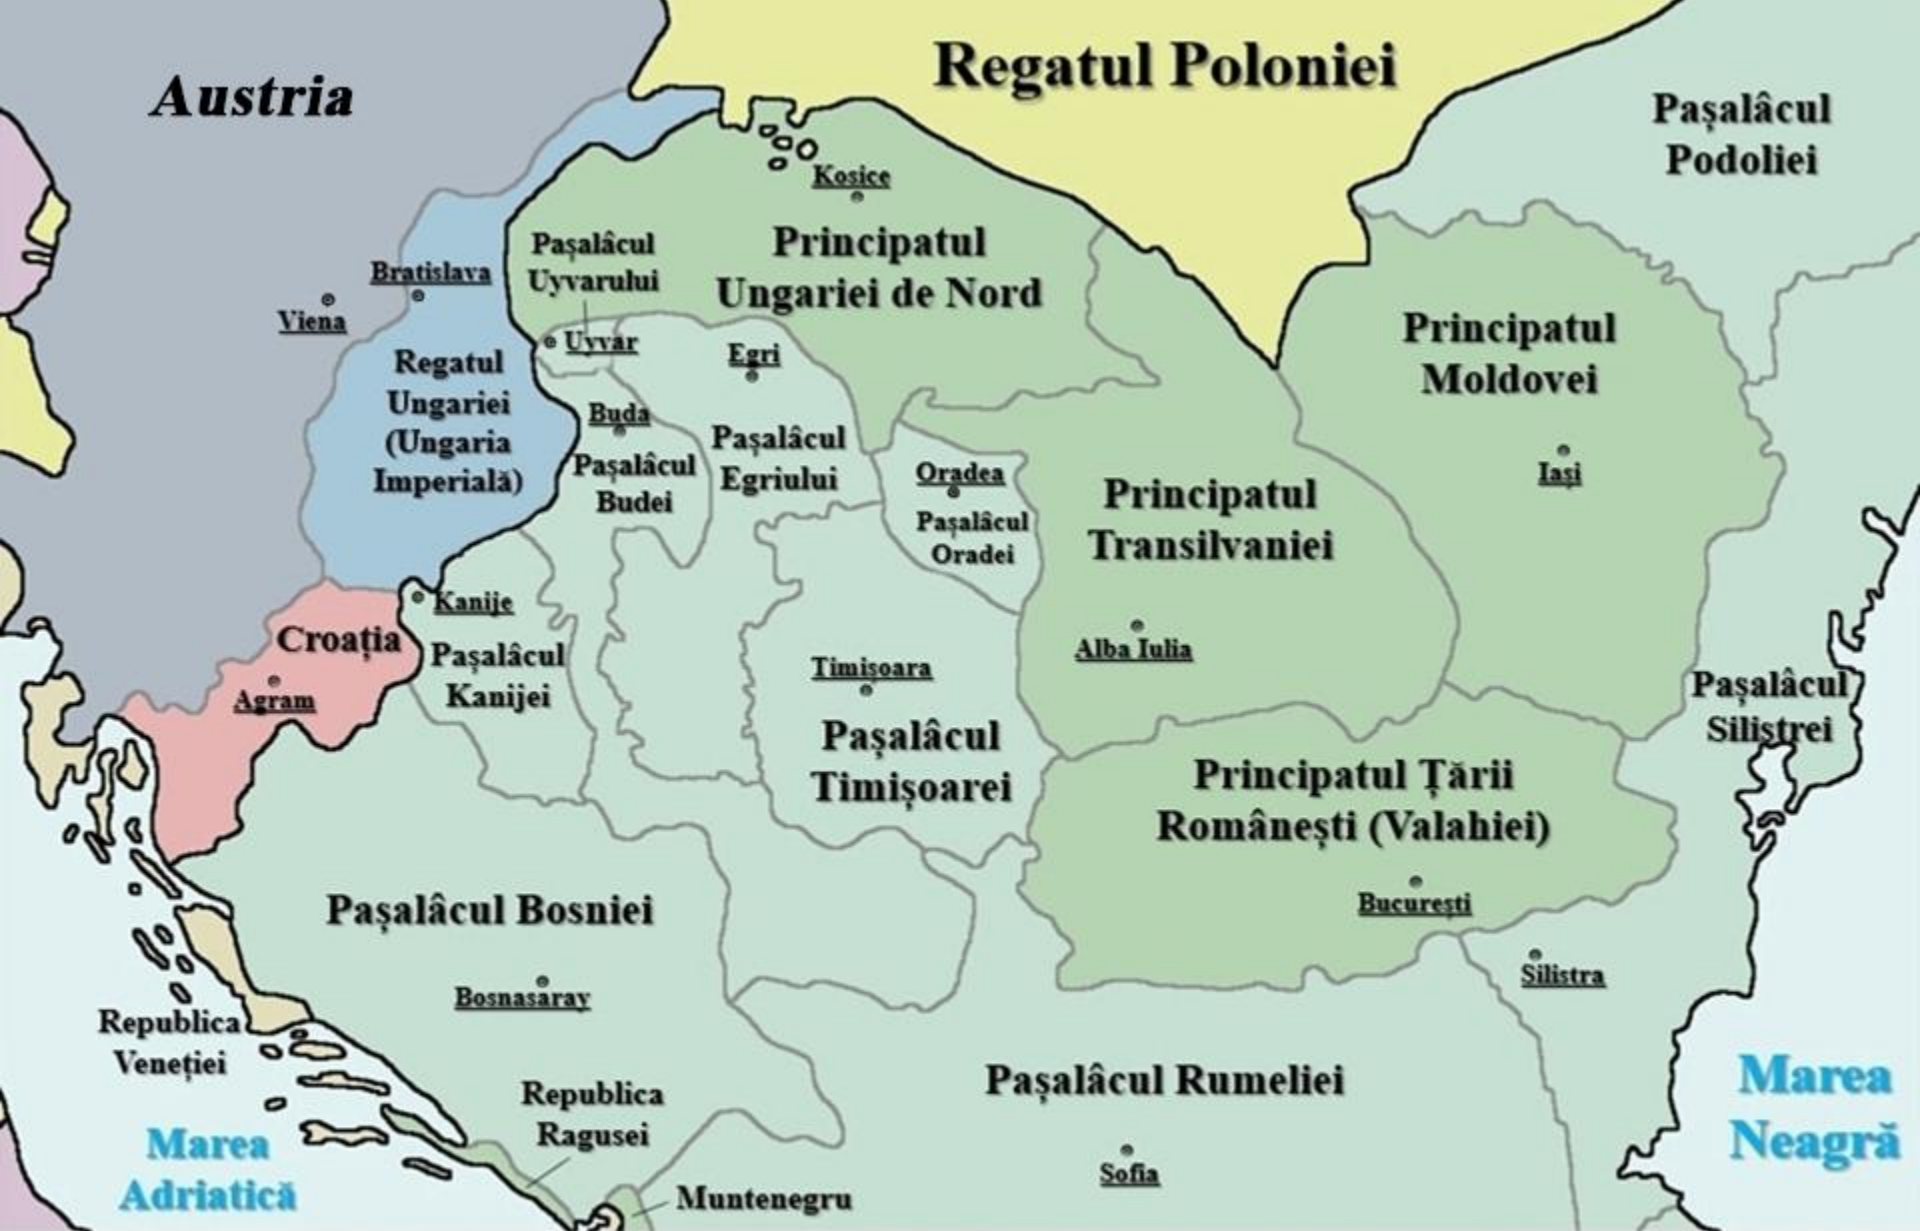 Austria
Regatul Poloniei
Pașalâcul
Podoliei
Kosice
Pașalâcul
Uyvarului
Principatul
Ungariei de Nord
Bratislava
Viena
Uyvar
Egri
Principatul
Moldovei
Regatul
Ungariei
(Ungaria
Imperială)
Buda
Pașalâcul
Budei
Pașalâcul
Egriului
Oradea
Pașalâcul
Oradei
Principatul
Transilvaniei
Iași
Kanije
Pașalâcul
Kanijei
Croația
Agram
Timișoara
Pașalâcul
Timișoarei
Alba Iulia
Pașalâcul
Siliștrei
Principatul Țării
Românești (Valahiei)
București
Pașalâcul Bosniei
Bosnasaray
Silistra
Republica
Veneției
Pașalâcul Rumeliei
Marea
Neagră
Republica
Ragusei
Marea
Adriatică
Sofia
Muntenegru